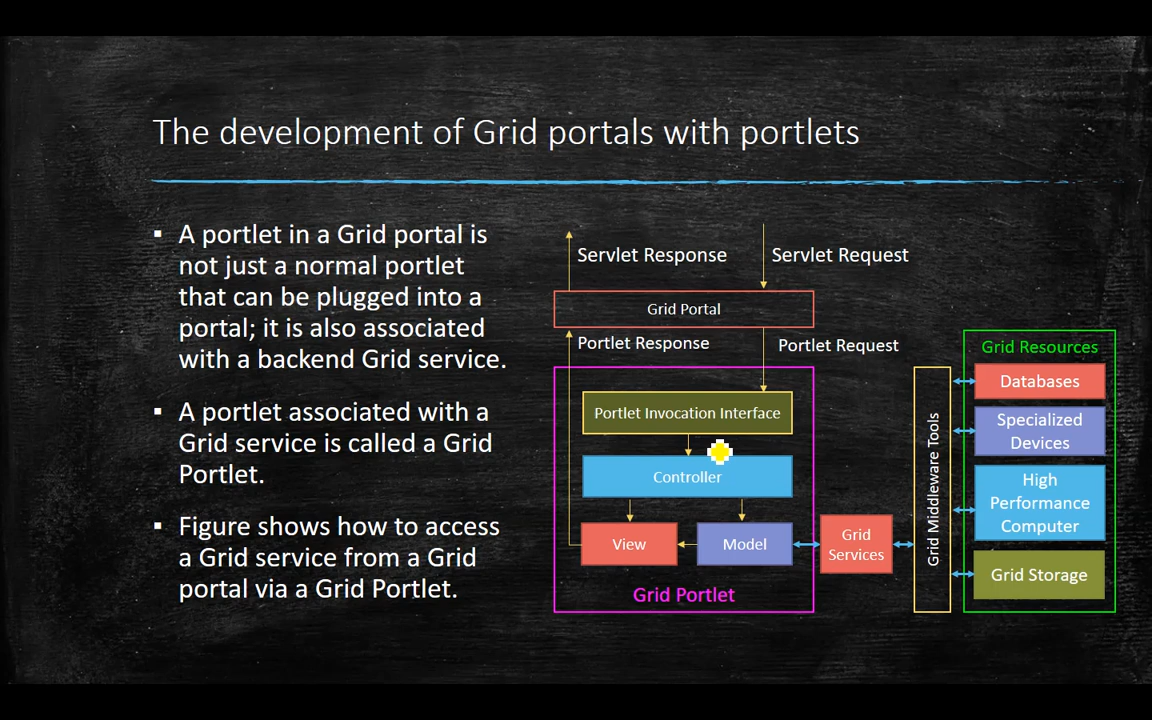 The development of Grid portals with portlets
▪ A portlet in a Grid portal is
not just a normal portlet
that can be plugged into a
portal; it is also associated
with a backend Grid service.
▪ A portlet associated with a
Grid service is called a Grid
Portlet.
▪ Figure shows how to access
a Grid service from a Grid
portal via a Grid Portlet.
Servlet Response
Servlet Request
Grid Portal
Portlet Response
Portlet Request
Portlet Invocation Interface
Controller
View
Model
Grid Portlet
Grid
Services
Grid Middleware Tools
Grid Resources
Databases
Specialized
Devices
High
Performance
Computer
Grid Storage